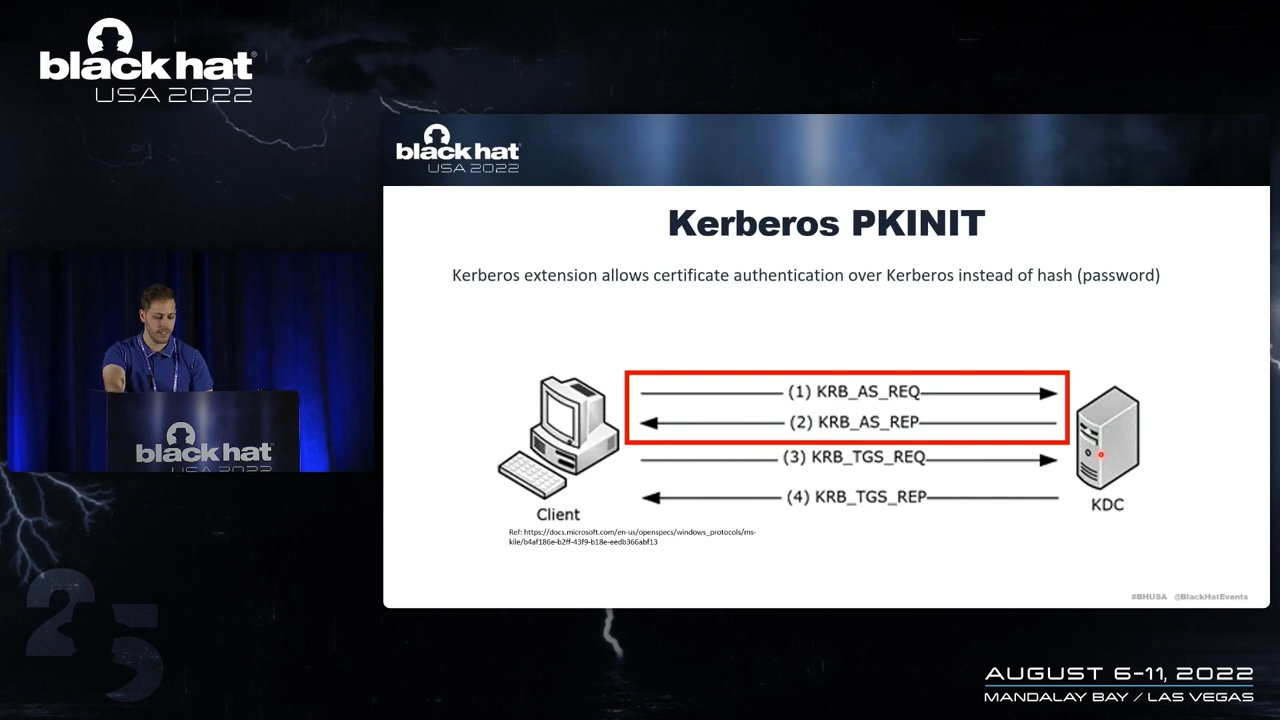 black hat
USA 2022
black hat
USA 2022
Kerberos PKINIT
Kerberos extension allows certificate authentication over Kerberos instead of hash (password)
(1) KRB_AS_REQ
(2) KRB_AS_REP
(3) KRB_TGS_REQ
(4) KRB_TGS_REP
Client
KDC
Ref: https://docs.microsoft.com/en-us/openspecs/windows_protocols/ms-
kile/b4af186e-b2ff-43f9-b18e-eedb366abf13
#BHUSA @BlackHatEvents
black hat
USA 2022
25
AUGUST 6-11, 2022
MANDALAY BAY / LAS VEGAS